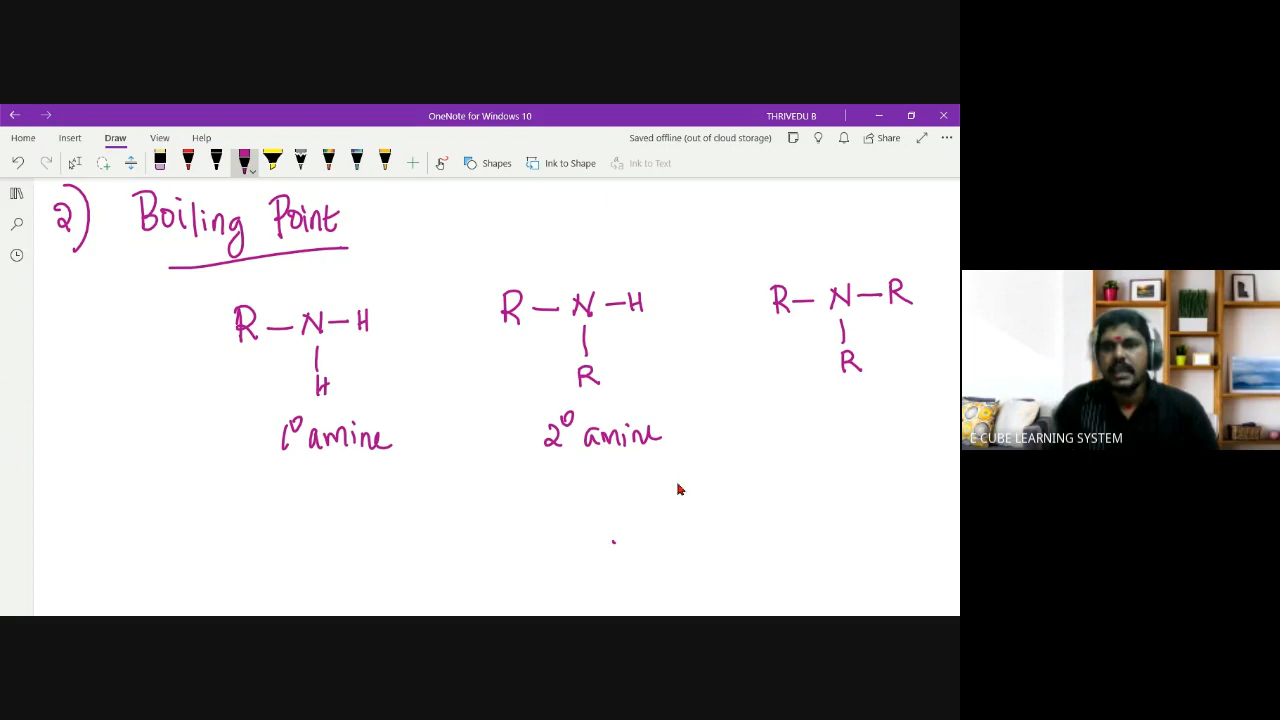 OneNote for Windows 10
THRIVEDU B
Home Insert Draw View Help
Saved offline (out of cloud storage)
Share
Shapes
Ink to Shape
Ink to Text
2) Boiling Point
R — N — H
H
R — N — H
R
R — N — R
R
1° amine
2° amine
E CUBE LEARNING SYSTEM